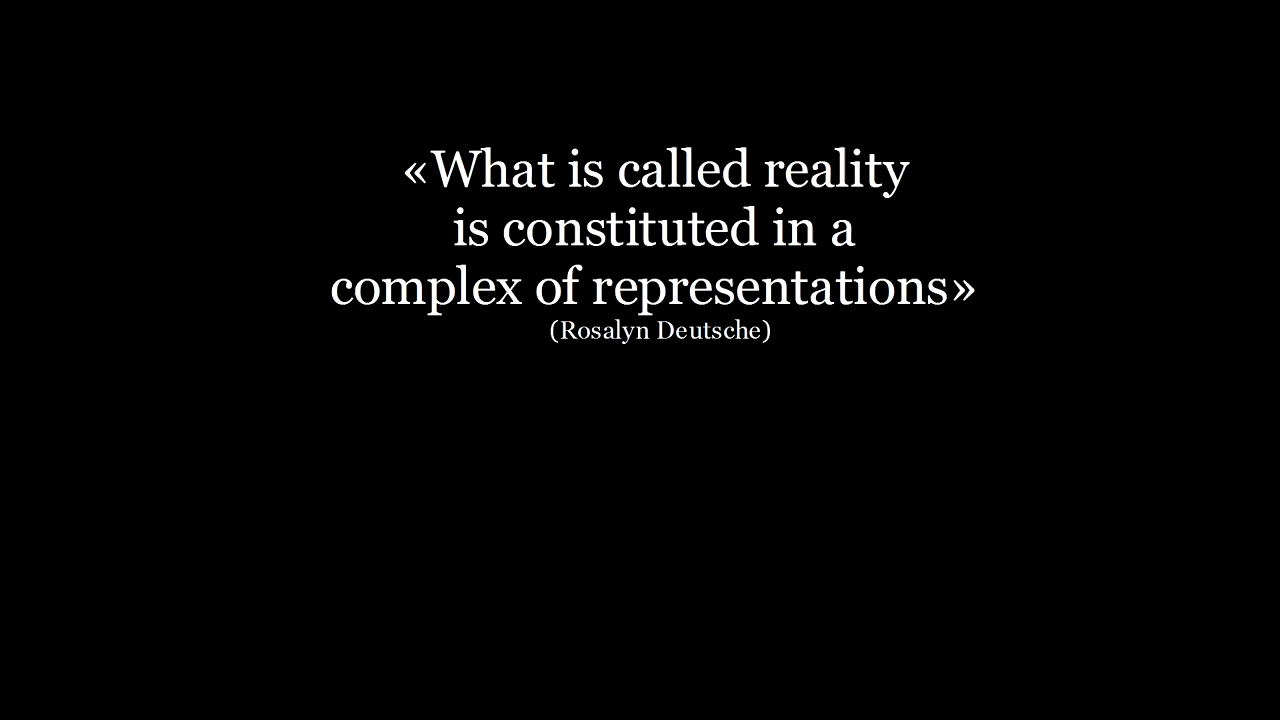 «What is called reality
is constituted in a
complex of representations»
(Rosalyn Deutsche)